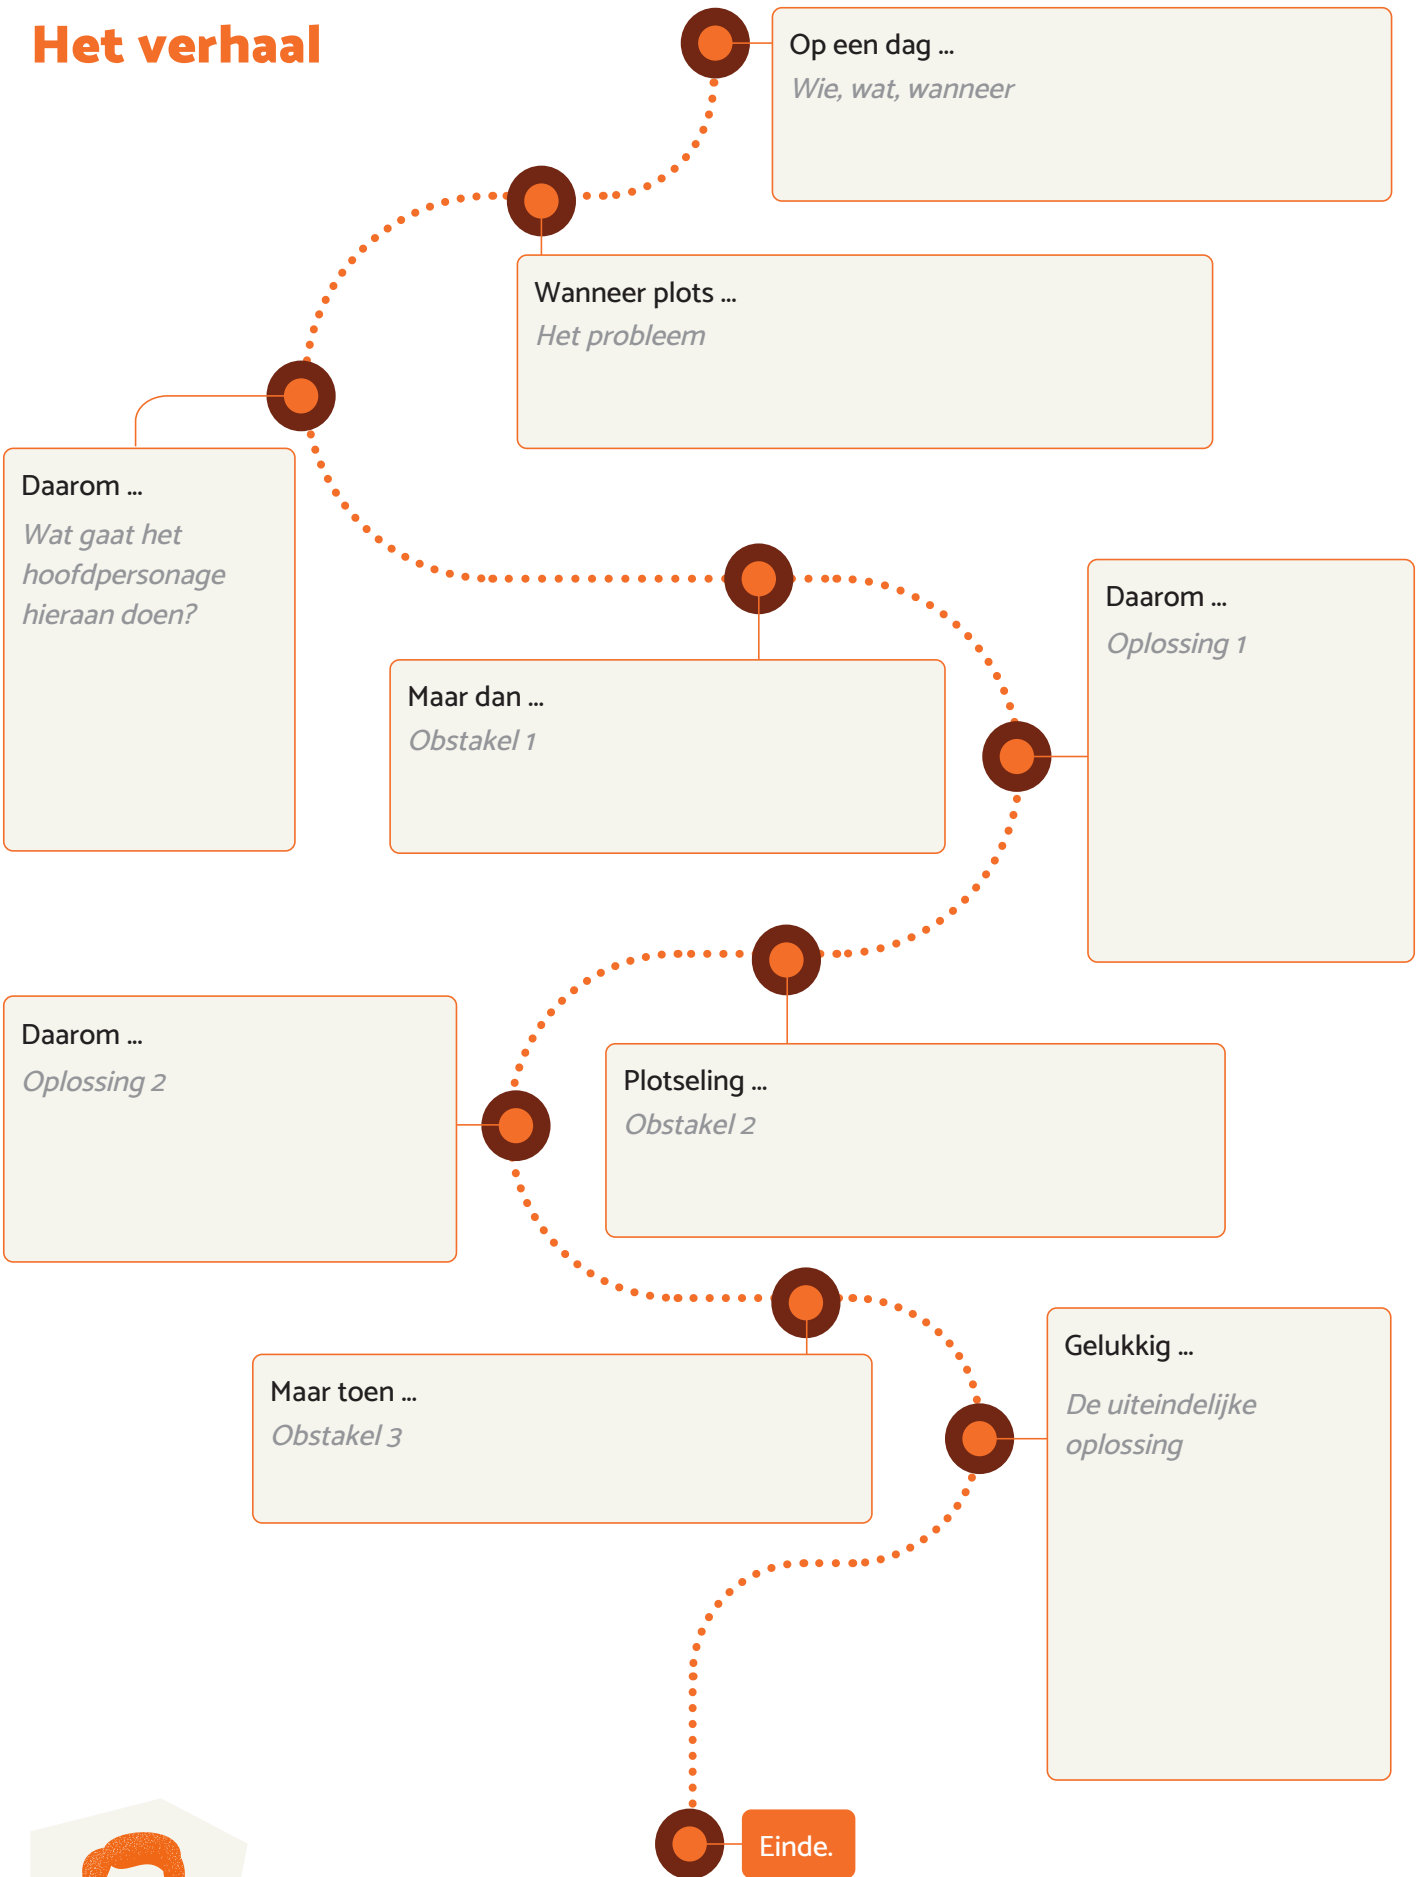 Het verhaal
Op een dag ...
Wie, wat, wanneer
Wanneer plots ...
Het probleem
Daarom ...
Wat gaat het
hoofdpersonage
hieraan doen?
Maar dan ...
Obstakel 1
Daarom ...
Oplossing 1
Plotseling ...
Obstakel 2
Daarom ...
Oplossing 2
Maar toen ...
Obstakel 3
Gelukkig ...
De uiteindelijke
oplossing
Einde.